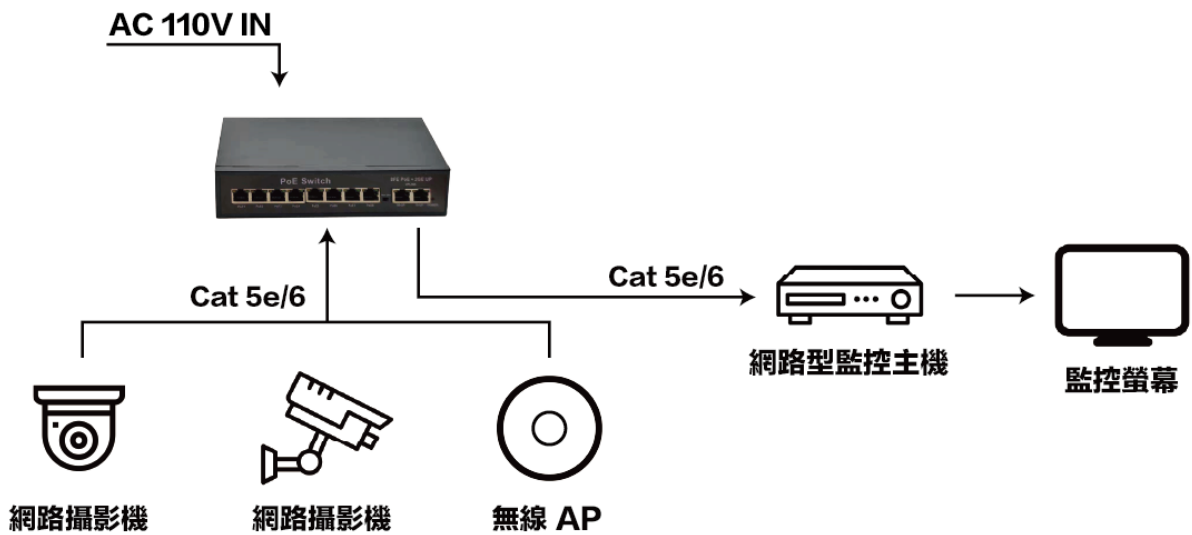 AC 110V IN
PoE Switch
Cat 5e/6
Cat 5e/6
網路型監控主機
監控螢幕
網路攝影機
網路攝影機
無線 AP